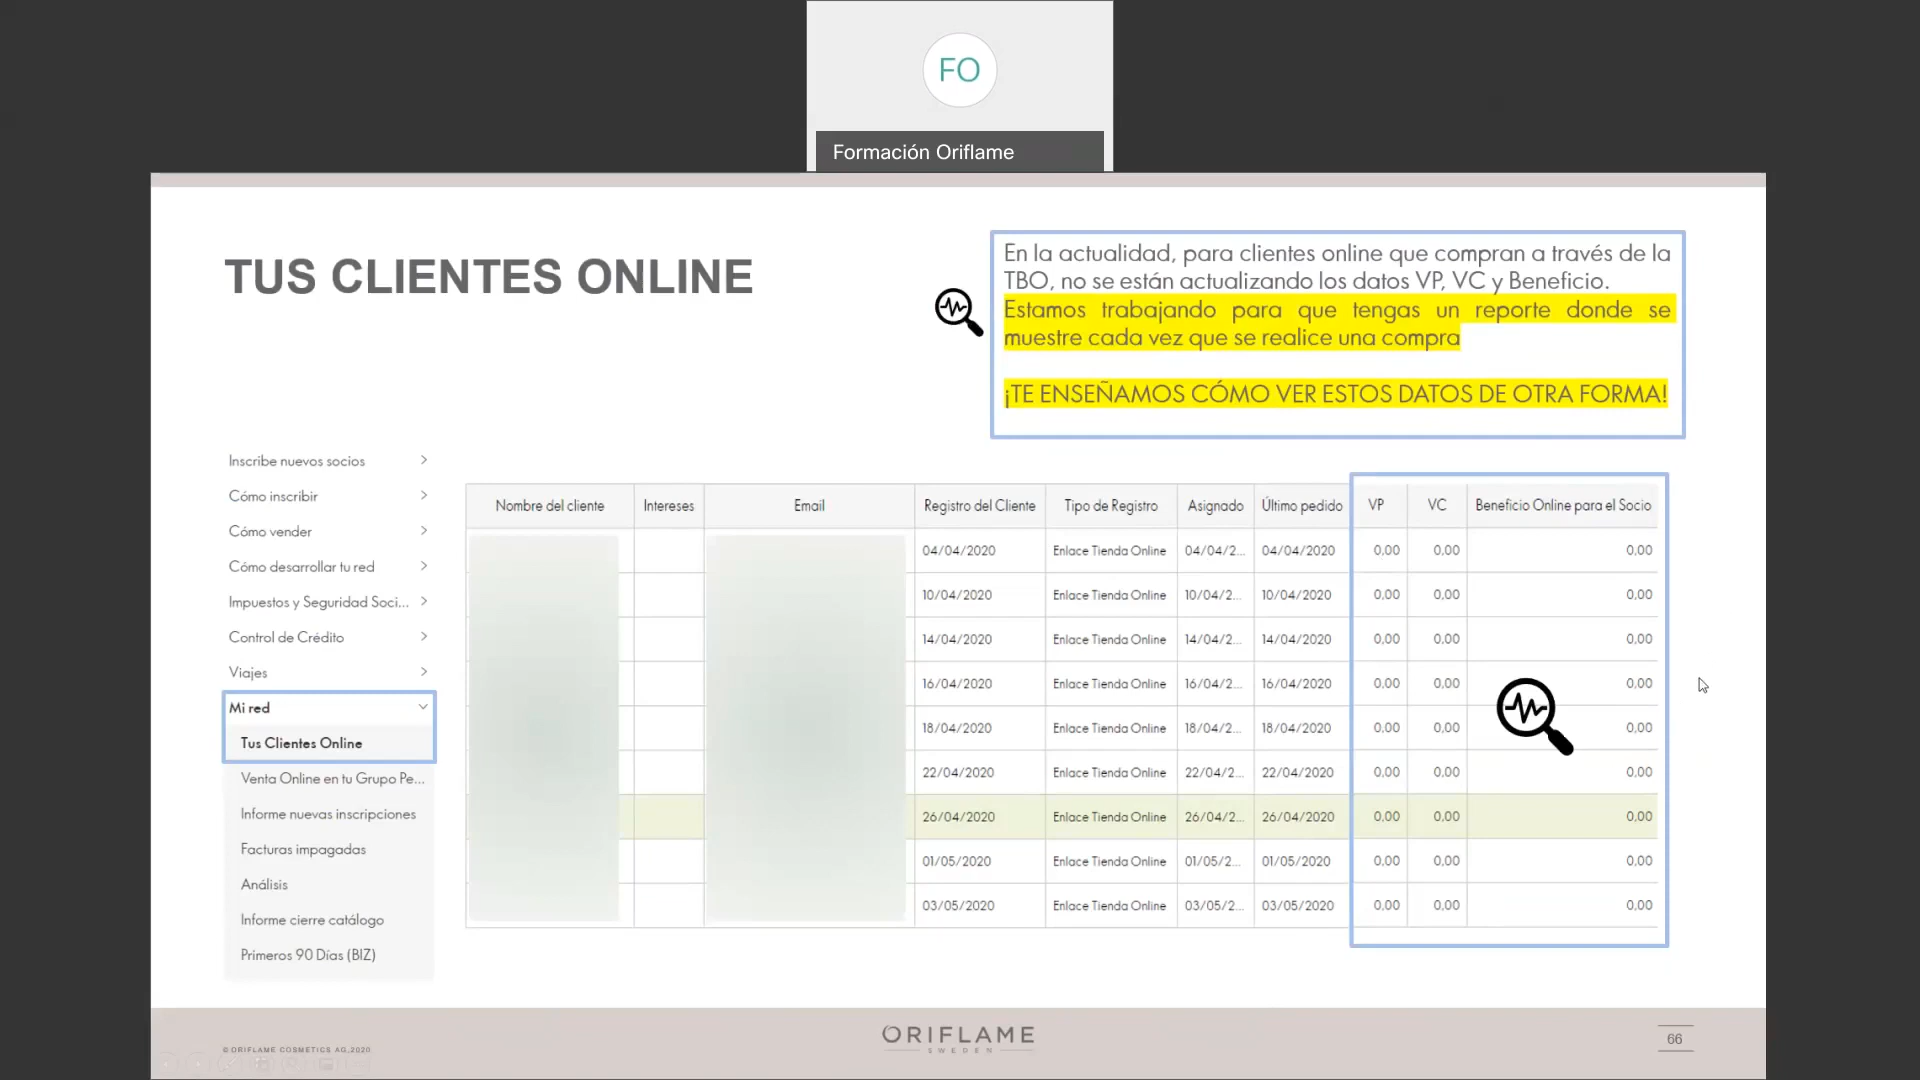 FO
Formación Oriflame
TUS CLIENTES ONLINE
En la actualidad, para clientes online que compran a través de la
TBO, no se están actualizando los datos VP, VC y Beneficio.
Estamos trabajando para que tengas un reporte donde se
muestre cada vez que se realice una compra
¡TE ENSEÑAMOS CÓMO VER ESTOS DATOS DE OTRA FORMA!
Inscribe nuevos socios
Cómo inscribir
Cómo vender
Cómo desarrollar tu red
Impuestos y Seguridad Soci...
Control de Crédito
Viajes
Mi red
Tus Clientes Online
Venta Online en tu Grupo Pe...
Informe nuevas inscripciones
Facturas impagadas
Análisis
Informe cierre catálogo
Primeros 90 Días (BIZ)
Nombre del cliente Intereses Email Registro del Cliente Tipo de Registro Asignado Último pedido VP VC Beneficio Online para el Socio
04/04/2020 Enlace Tienda Online 04/04/2... 04/04/2020 0,00 0,00 0,00
10/04/2020 Enlace Tienda Online 10/04/2... 10/04/2020 0,00 0,00 0,00
14/04/2020 Enlace Tienda Online 14/04/2... 14/04/2020 0,00 0,00 0,00
16/04/2020 Enlace Tienda Online 16/04/2... 16/04/2020 0,00 0,00 0,00
18/04/2020 Enlace Tienda Online 18/04/2... 18/04/2020 0,00 0,00 0,00
22/04/2020 Enlace Tienda Online 22/04/2... 22/04/2020 0,00 0,00 0,00
26/04/2020 Enlace Tienda Online 26/04/2... 26/04/2020 0,00 0,00 0,00
01/05/2020 Enlace Tienda Online 01/05/2... 01/05/2020 0,00 0,00 0,00
03/05/2020 Enlace Tienda Online 03/05/2... 03/05/2020 0,00 0,00 0,00
© ORIFLAME COSMETICS AG, 2020
ORIFLAME
SWEDEN
66